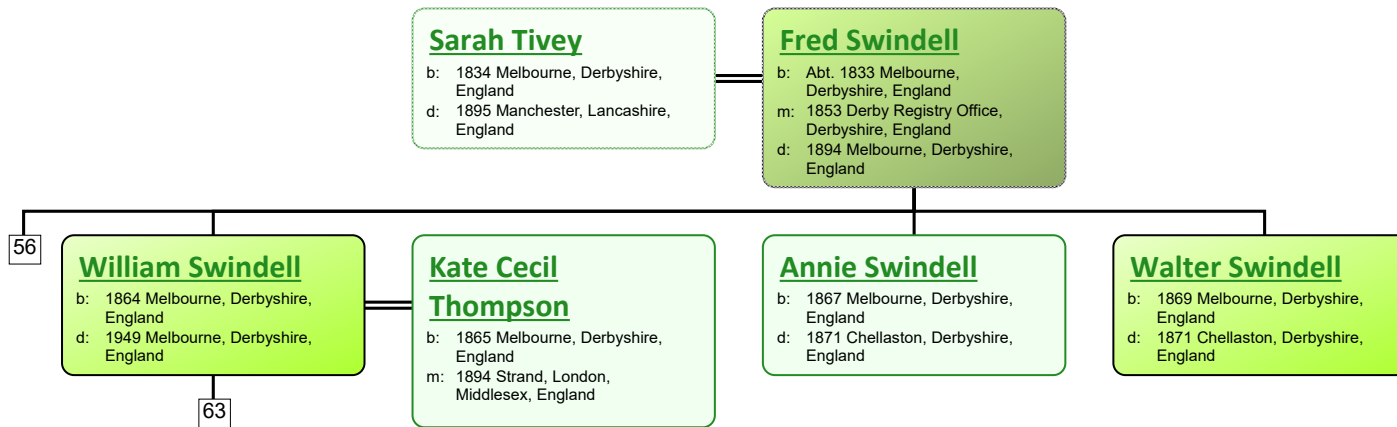 Sarah Tivey
b: 1834 Melbourne, Derbyshire,
England
d: 1895 Manchester, Lancashire,
England
Fred Swindell
b: Abt. 1833 Melbourne,
Derbyshire, England
m: 1853 Derby Registry Office,
Derbyshire, England
d: 1894 Melbourne, Derbyshire,
England
56
William Swindell
b: 1864 Melbourne, Derbyshire,
England
d: 1949 Melbourne, Derbyshire,
England
63
Kate Cecil
Thompson
b: 1865 Melbourne, Derbyshire,
England
m: 1894 Strand, London,
Middlesex, England
Annie Swindell
b: 1867 Melbourne, Derbyshire,
England
d: 1871 Chellaston, Derbyshire,
England
Walter Swindell
b: 1869 Melbourne, Derbyshire,
England
d: 1871 Chellaston, Derbyshire,
England